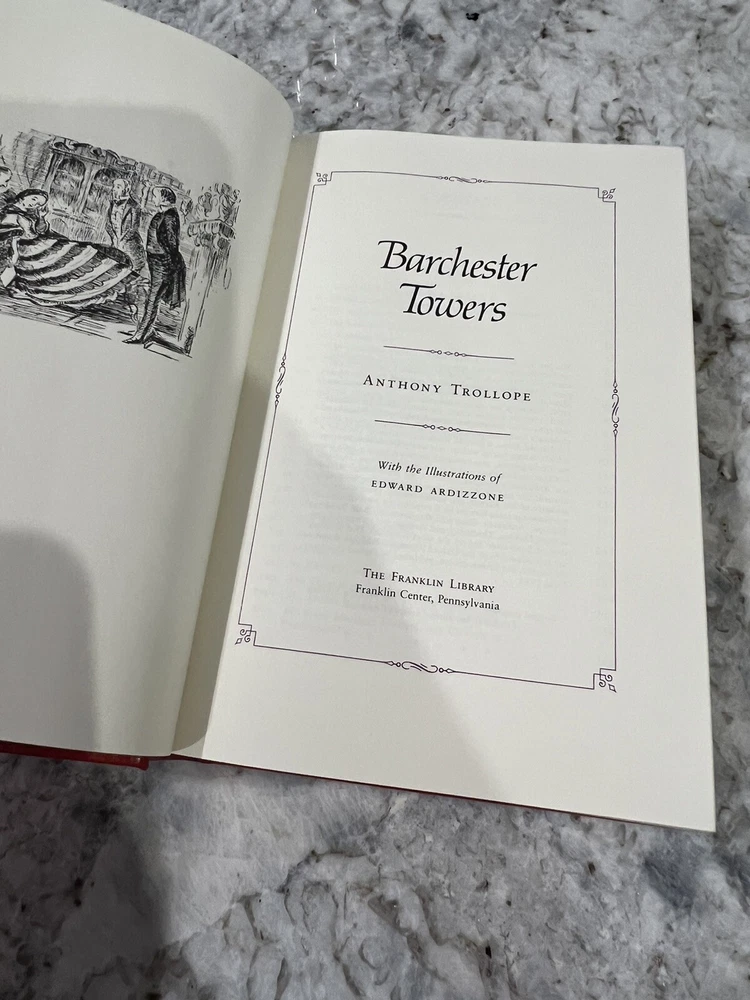 Barchester
Towers
ANTHONY TROLLOPE
With the Illustrations of
EDWARD ARDIZZONE
THE FRANKLIN LIBRARY
Franklin Center, Pennsylvania